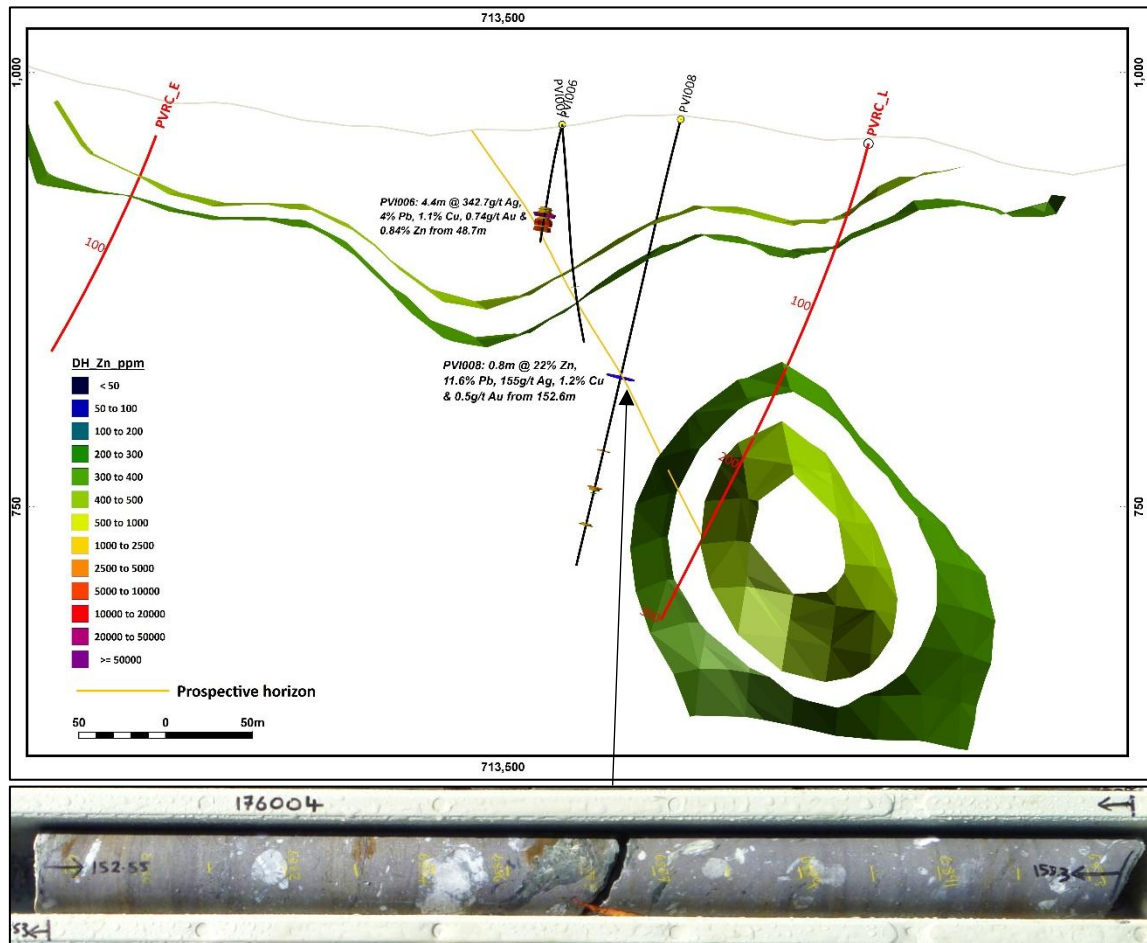 713,500
1,000
1,000
PVRC_E
PVI006
PVI008
PVRC_L
PVI006: 4.4m @ 342.7g/t Ag,
4% Pb, 1.1% Cu, 0.74g/t Au &
0.84% Zn from 48.7m
100
100
PVI008: 0.8m @ 22% Zn,
11.6% Pb, 155g/t Ag, 1.2% Cu
& 0.5g/t Au from 152.6m
DH_Zn_ppm
< 50
50 to 100
100 to 200
200 to 300
300 to 400
400 to 500
500 to 1000
1000 to 2500
2500 to 5000
5000 to 10000
10000 to 20000
20000 to 50000
>= 50000
200
750
750
Prospective horizon
50 0 50m
713,500
176004
152.55
153.3
53